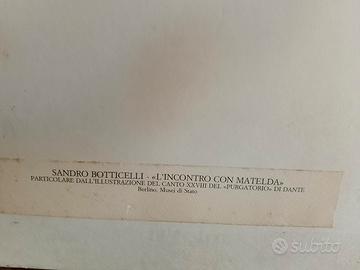 SANDRO BOTTICELLI - «L'INCONTRO CON MATELDA»
PARTICOLARE DALL'ILLUSTRAZIONE DEL CANTO XXVIII DEL «PURGATORIO» DI DANTE
Berlino, Musei di Stato
subito